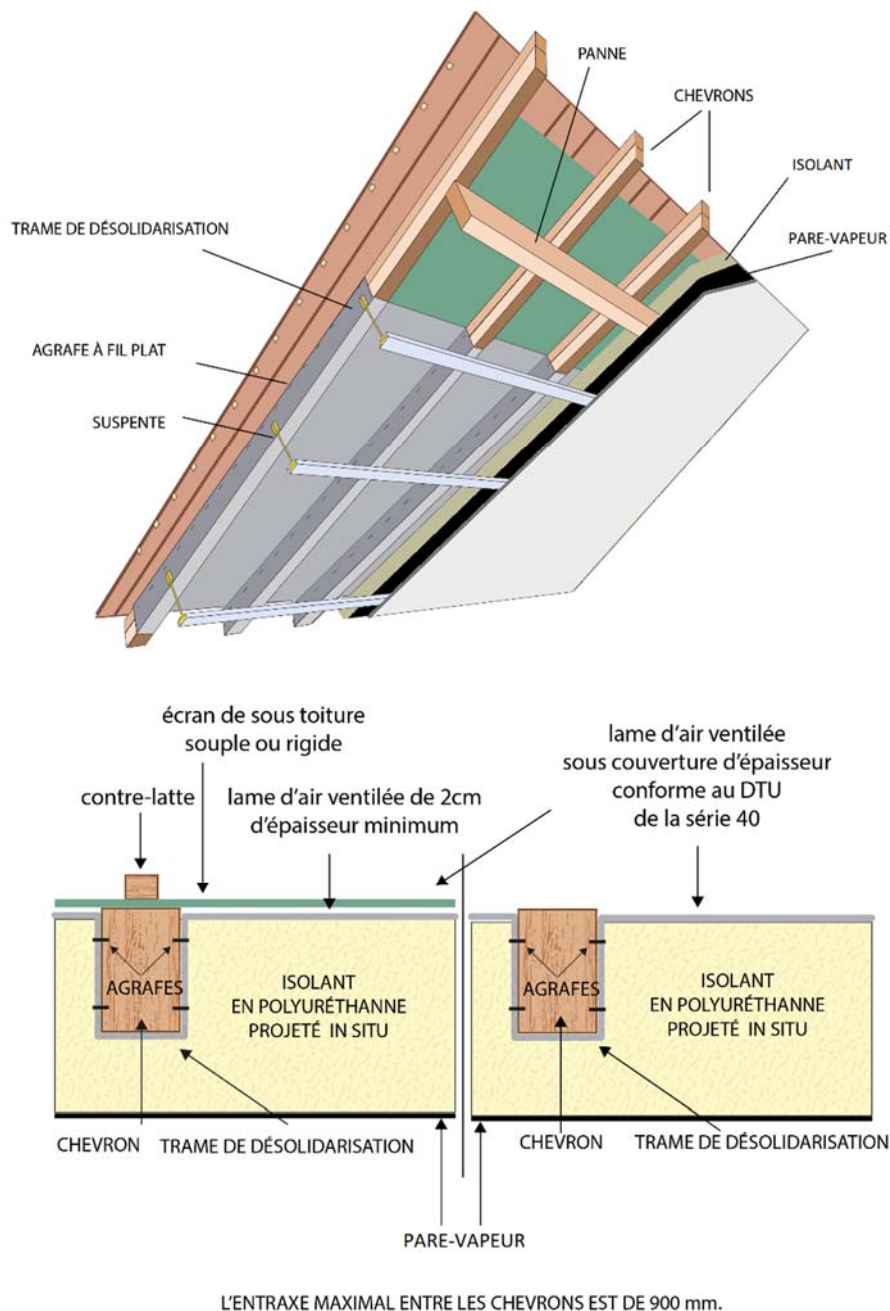 PANNE
CHEVRONS
ISOLANT
TRAME DE DÉSOLIDARISATION
PARE-VAPEUR
AGRAFE À FIL PLAT
SUSPENTE
écran de sous toiture
souple ou rigide
lame d'air ventilée
sous couverture d'épaisseur
conforme au DTU
de la série 40
contre-latte
lame d'air ventilée de 2cm
d'épaisseur minimum
AGRAFES
ISOLANT
EN POLYURÉTHANNE
PROJETÉ IN SITU
AGRAFES
ISOLANT
EN POLYURÉTHANNE
PROJETÉ IN SITU
CHEVRON
TRAME DE DÉSOLIDARISATION
CHEVRON
TRAME DE DÉSOLIDARISATION
PARE-VAPEUR
L'ENTRAXE MAXIMAL ENTRE LES CHEVRONS EST DE 900 mm.